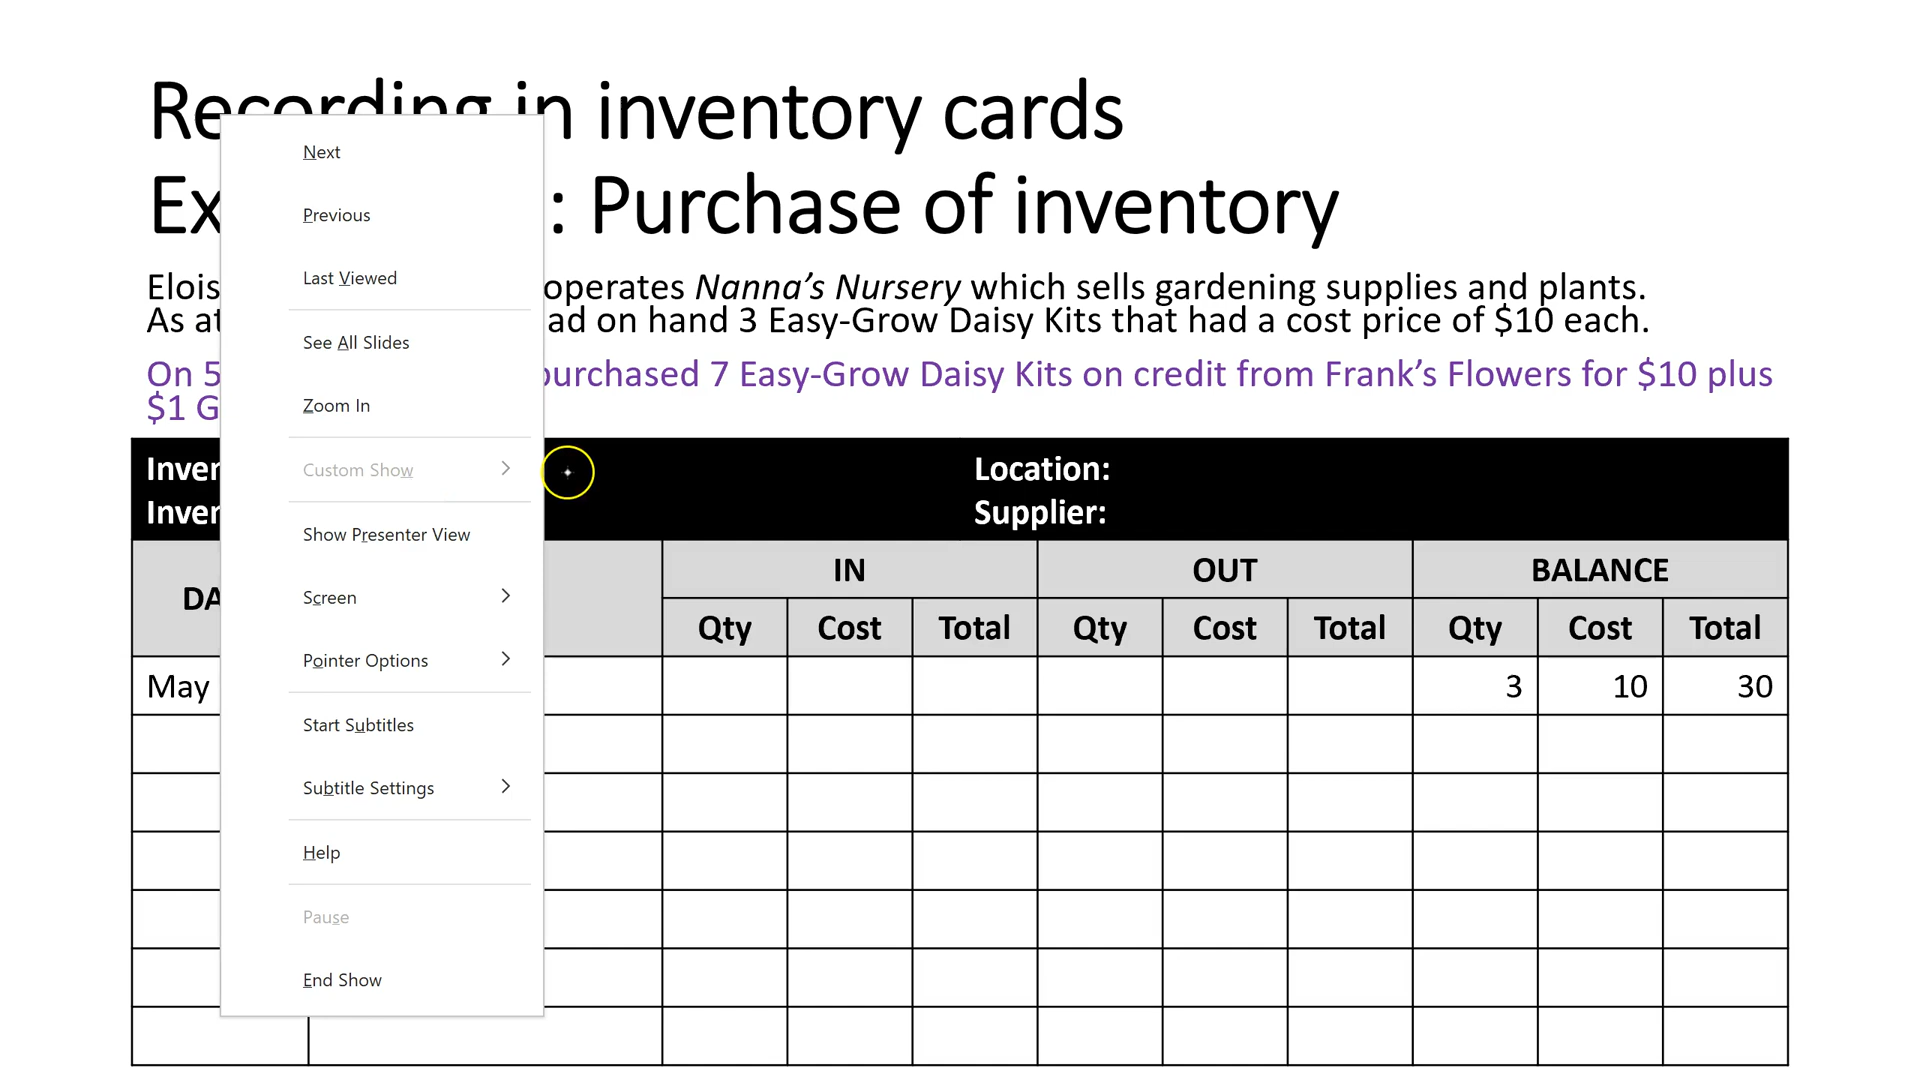 Recording in inventory cards
Ex : Purchase of inventory
Elois operates Nanna's Nursery which sells gardening supplies and plants.
As at ad on hand 3 Easy-Grow Daisy Kits that had a cost price of $10 each.
On 5 purchased 7 Easy-Grow Daisy Kits on credit from Frank's Flowers for $10 plus
$1 G
Next
Previous
Last Viewed
See All Slides
Zoom In
Custom Show
Show Presenter View
Screen
Pointer Options
Start Subtitles
Subtitle Settings
Help
Pause
End Show
Inven Location:
Inven Supplier:
DA IN OUT BALANCE
Qty Cost Total Qty Cost Total Qty Cost Total
May 3 10 30